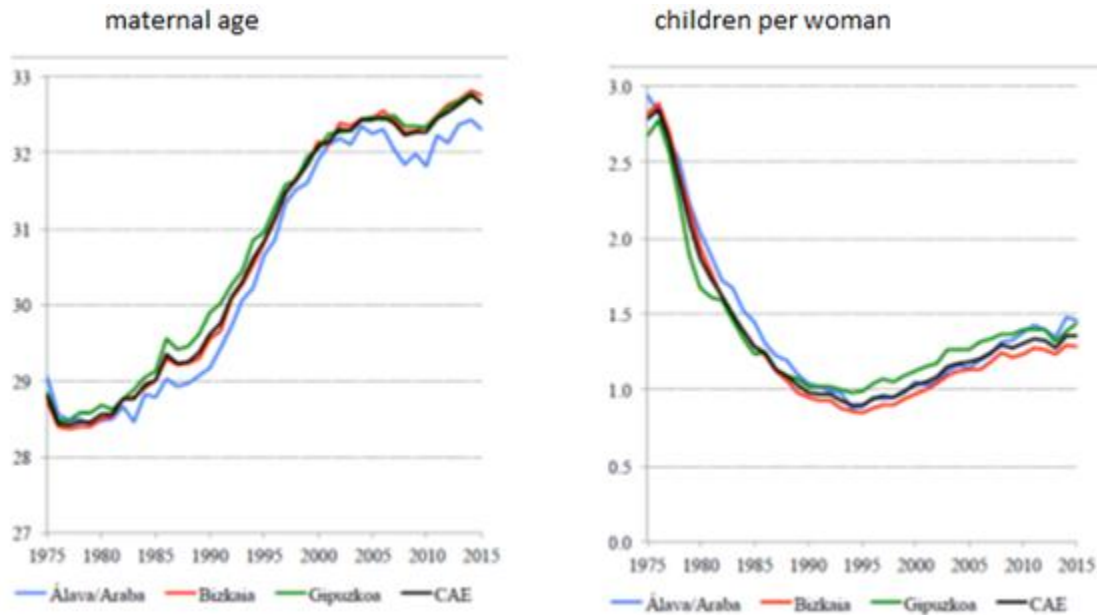 maternal age
33
32
31
30
29
28
27
1975 1980 1985 1990 1995 2000 2005 2010 2015
Álava/Araba Bizkaia Gipuzkoa CAE
children per woman
3.0
2.5
2.0
1.5
1.0
0.5
0.0
1975 1980 1985 1990 1995 2000 2005 2010 2015
Álava/Araba Bizkaia Gipuzkoa CAE